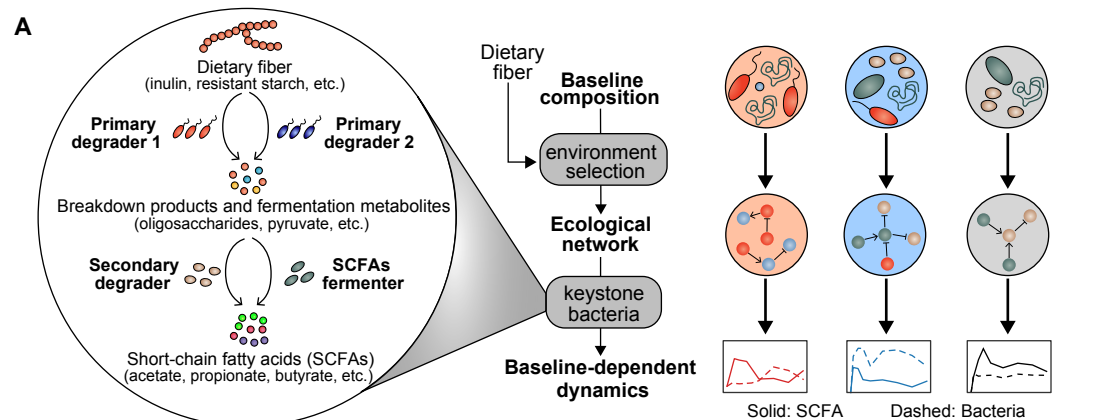 A
Dietary fiber
(inulin, resistant starch, etc.)
Primary
degrader 1
Primary
degrader 2
Breakdown products and fermentation metabolites
(oligosaccharides, pyruvate, etc.)
Secondary
degrader
SCFAs
fermenter
Short-chain fatty acids (SCFAs)
(acetate, propionate, butyrate, etc.)
Dietary
fiber
Baseline
composition
environment
selection
Ecological
network
keystone
bacteria
Baseline-dependent
dynamics
Solid: SCFA
Dashed: Bacteria